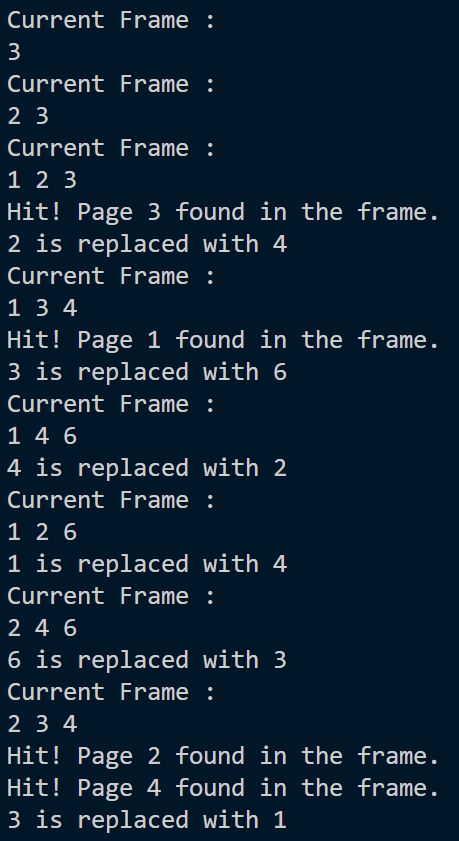 Current Frame :
3
Current Frame :
2 3
Current Frame :
1 2 3
Hit! Page 3 found in the frame.
2 is replaced with 4
Current Frame :
1 3 4
Hit! Page 1 found in the frame.
3 is replaced with 6
Current Frame :
1 4 6
4 is replaced with 2
Current Frame :
1 2 6
1 is replaced with 4
Current Frame :
2 4 6
6 is replaced with 3
Current Frame :
2 3 4
Hit! Page 2 found in the frame.
Hit! Page 4 found in the frame.
3 is replaced with 1